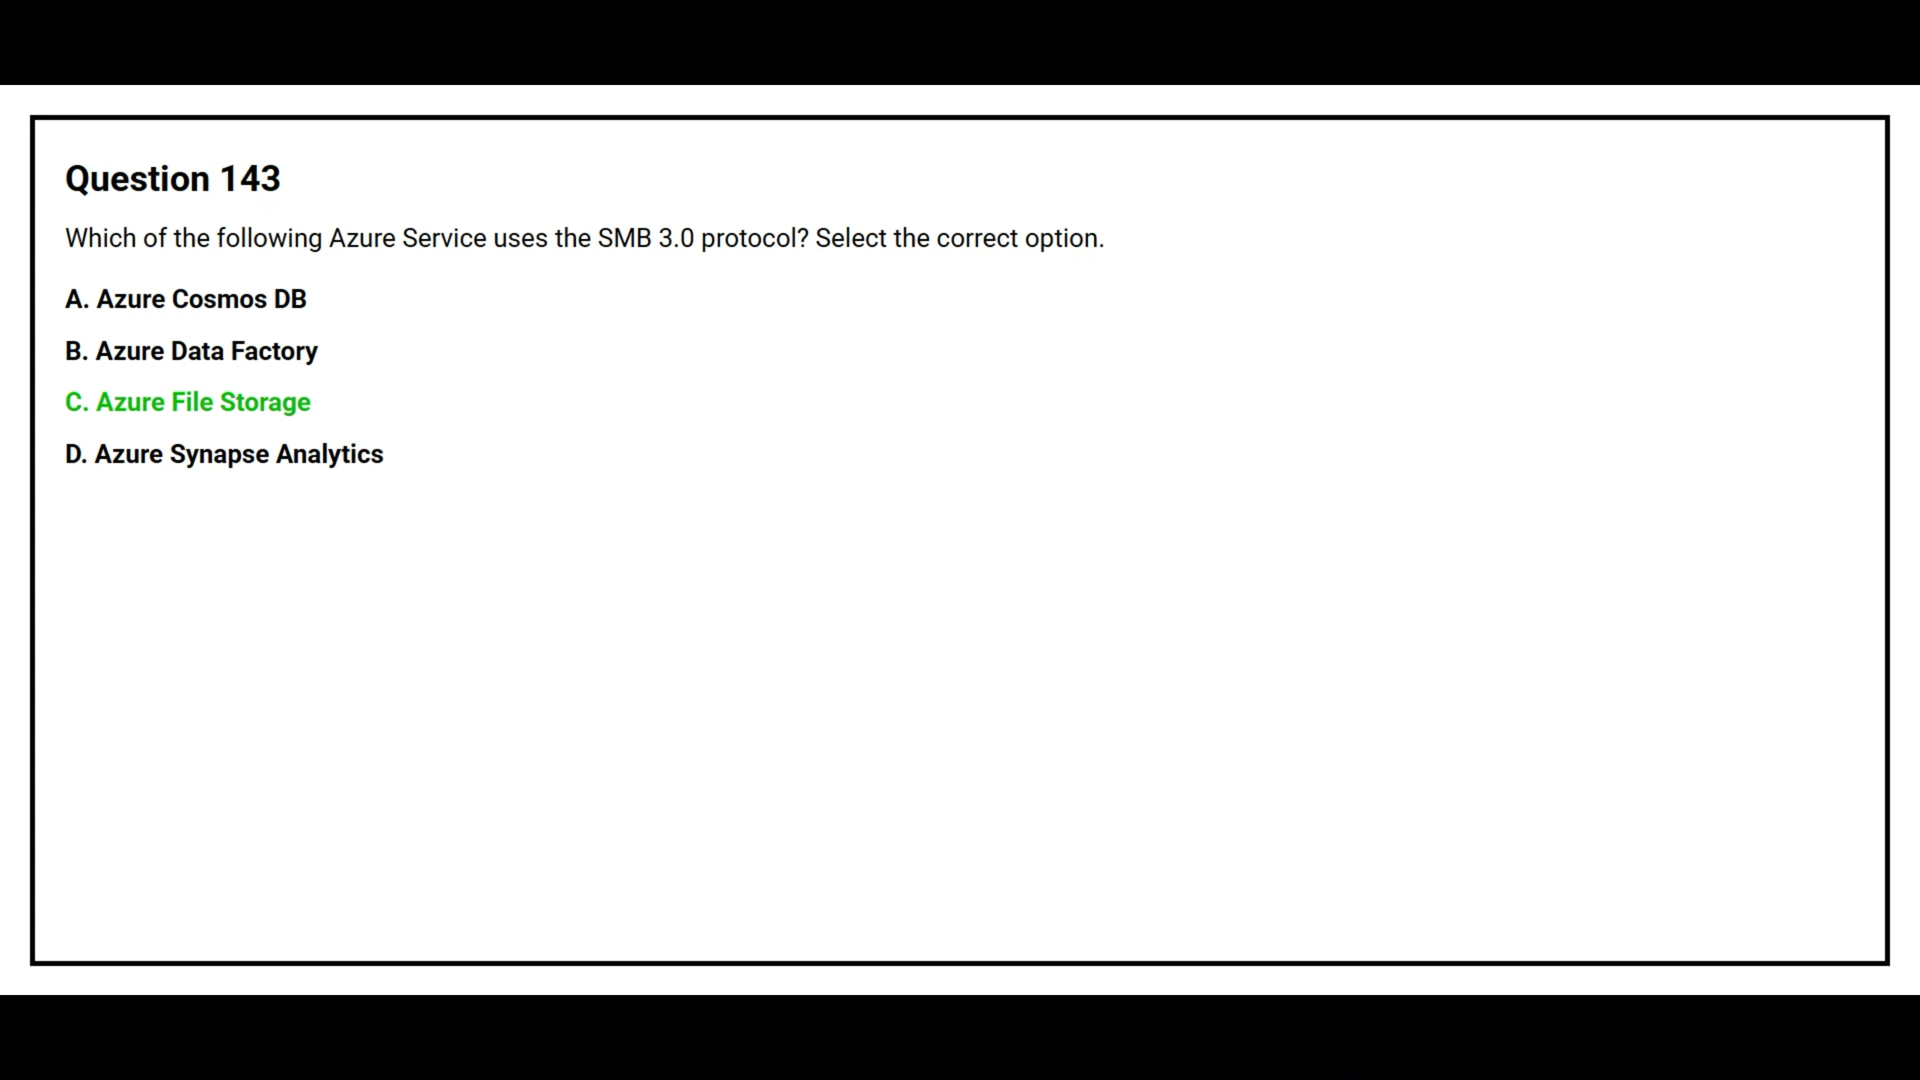 Question 143
Which of the following Azure Service uses the SMB 3.0 protocol? Select the correct option.
A. Azure Cosmos DB
B. Azure Data Factory
C. Azure File Storage
D. Azure Synapse Analytics